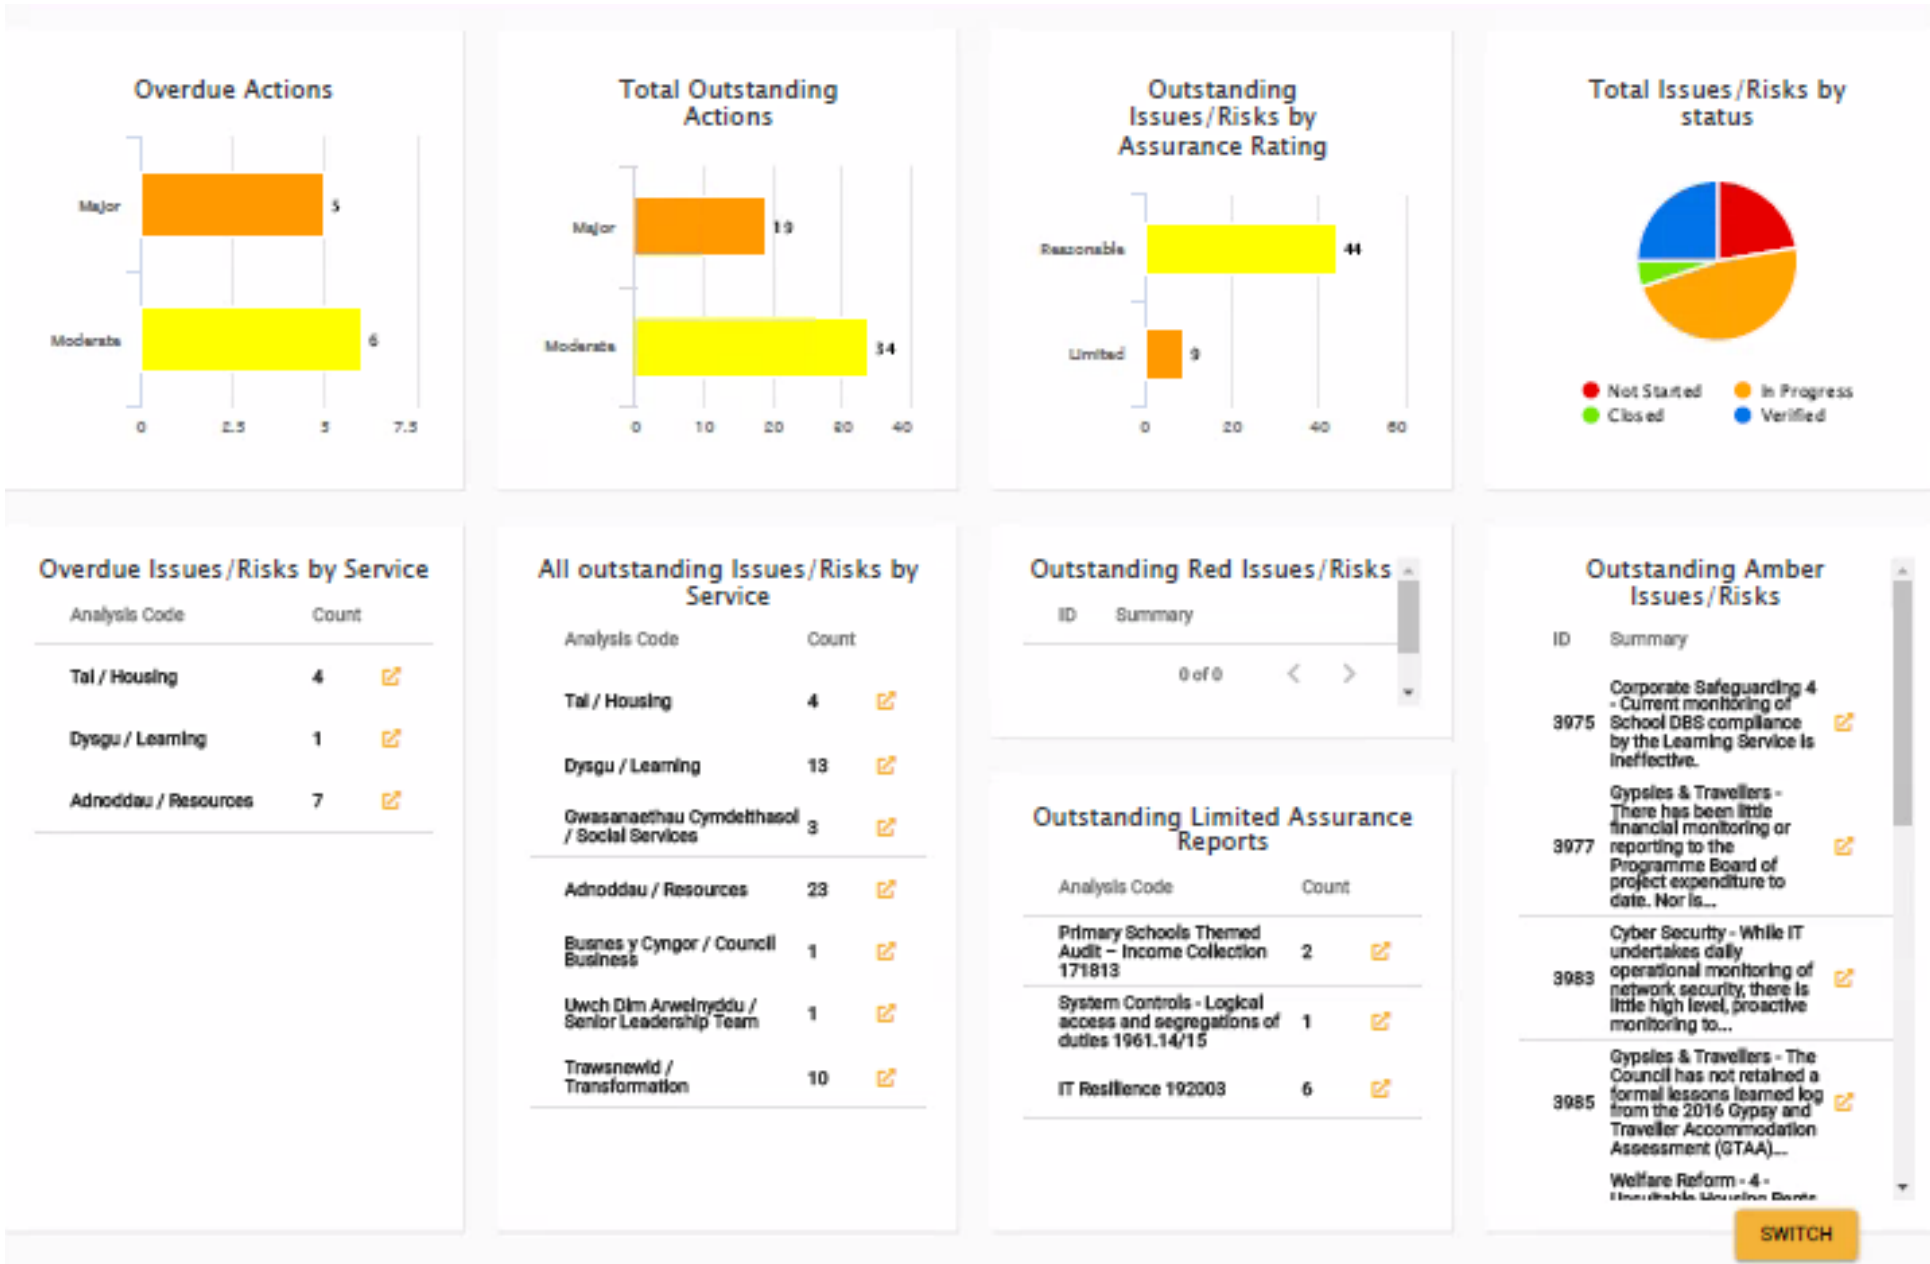 Overdue Actions
Major
5
Moderate
6
0 2.5 5 7.5
Total Outstanding
Actions
Major
19
Moderate
34
0 10 20 30 40
Outstanding
Issues/Risks by
Assurance Rating
Reasonable
44
Limited
9
0 20 40 60
Total Issues/Risks by
status
Not Started In Progress
Closed Verified
Overdue Issues/Risks by Service
Analysis Code Count
Tai / Housing 4
Dysgu / Learning 1
Adnoddau / Resources 7
All outstanding Issues/Risks by
Service
Analysis Code Count
Tai / Housing 4
Dysgu / Learning 13
Gwasanaethau Cymdeithasol
/ Social Services 3
Adnoddau / Resources 23
Busnes y Cyngor / Council
Business 1
Uwch Dim Arweinyddu /
Senior Leadership Team 1
Trawsnewid /
Transformation 10
Outstanding Red Issues/Risks
ID Summary
0 of 0
Outstanding Limited Assurance
Reports
Analysis Code Count
Primary Schools Themed
Audit – Income Collection 2
171813
System Controls - Logical
access and segregations of 1
duties 1961.14/15
IT Resilience 192003 6
Outstanding Amber
Issues/Risks
ID Summary
Corporate Safeguarding 4
- Current monitoring of
3975 School DBS compliance
by the Learning Service is
ineffective.
Gypsies & Travellers -
There has been little
financial monitoring or
3977 reporting to the
Programme Board of
project expenditure to
date. Nor is...
Cyber Security - While IT
undertakes daily
operational monitoring of
3983 network security, there is
little high level, proactive
monitoring to...
Gypsies & Travellers - The
Council has not retained a
formal lessons learned log
3985 from the 2016 Gypsy and
Traveller Accommodation
Assessment (GTAA)...
Welfare Reform - 4 -
Unsuitable Housing Rents
SWITCH